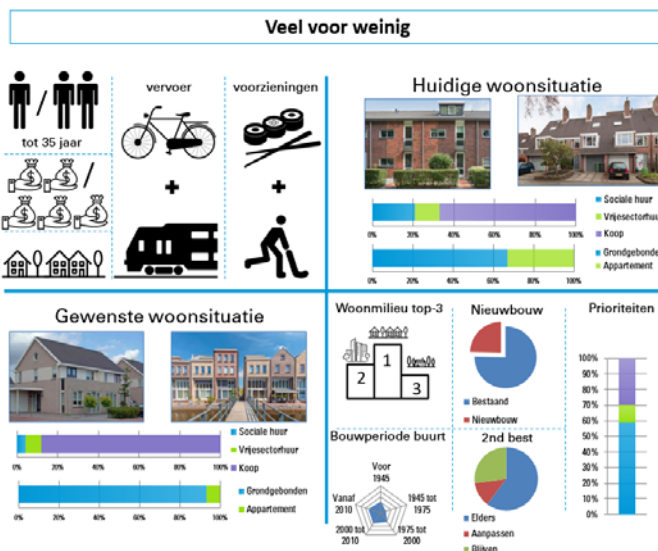 Veel voor weinig
tot 35 jaar
vervoer
+
voorzieningen
+
Huidige woonsituatie
Sociale huur
Vrijesectorhuur
Koop
0% 20% 40% 60% 80% 100%
Grondgebonden
Appartement
0% 20% 40% 60% 80% 100%
Gewenste woonsituatie
Sociale huur
Vrijesectorhuur
Koop
0% 20% 40% 60% 80% 100%
Grondgebonden
Appartement
0% 20% 40% 60% 80% 100%
Woonmilieu top-3
2 1 3
Nieuwbouw
Bestaand
Nieuwbouw
Bouwperiode buurt
Voor
1945
1945 tot
1975
1975 tot
2000
2000 tot
2010
Vanaf
2010
2nd best
Elders
Aanpassen
Blijven
Prioriteiten
100%
90%
80%
70%
60%
50%
40%
30%
20%
10%
0%